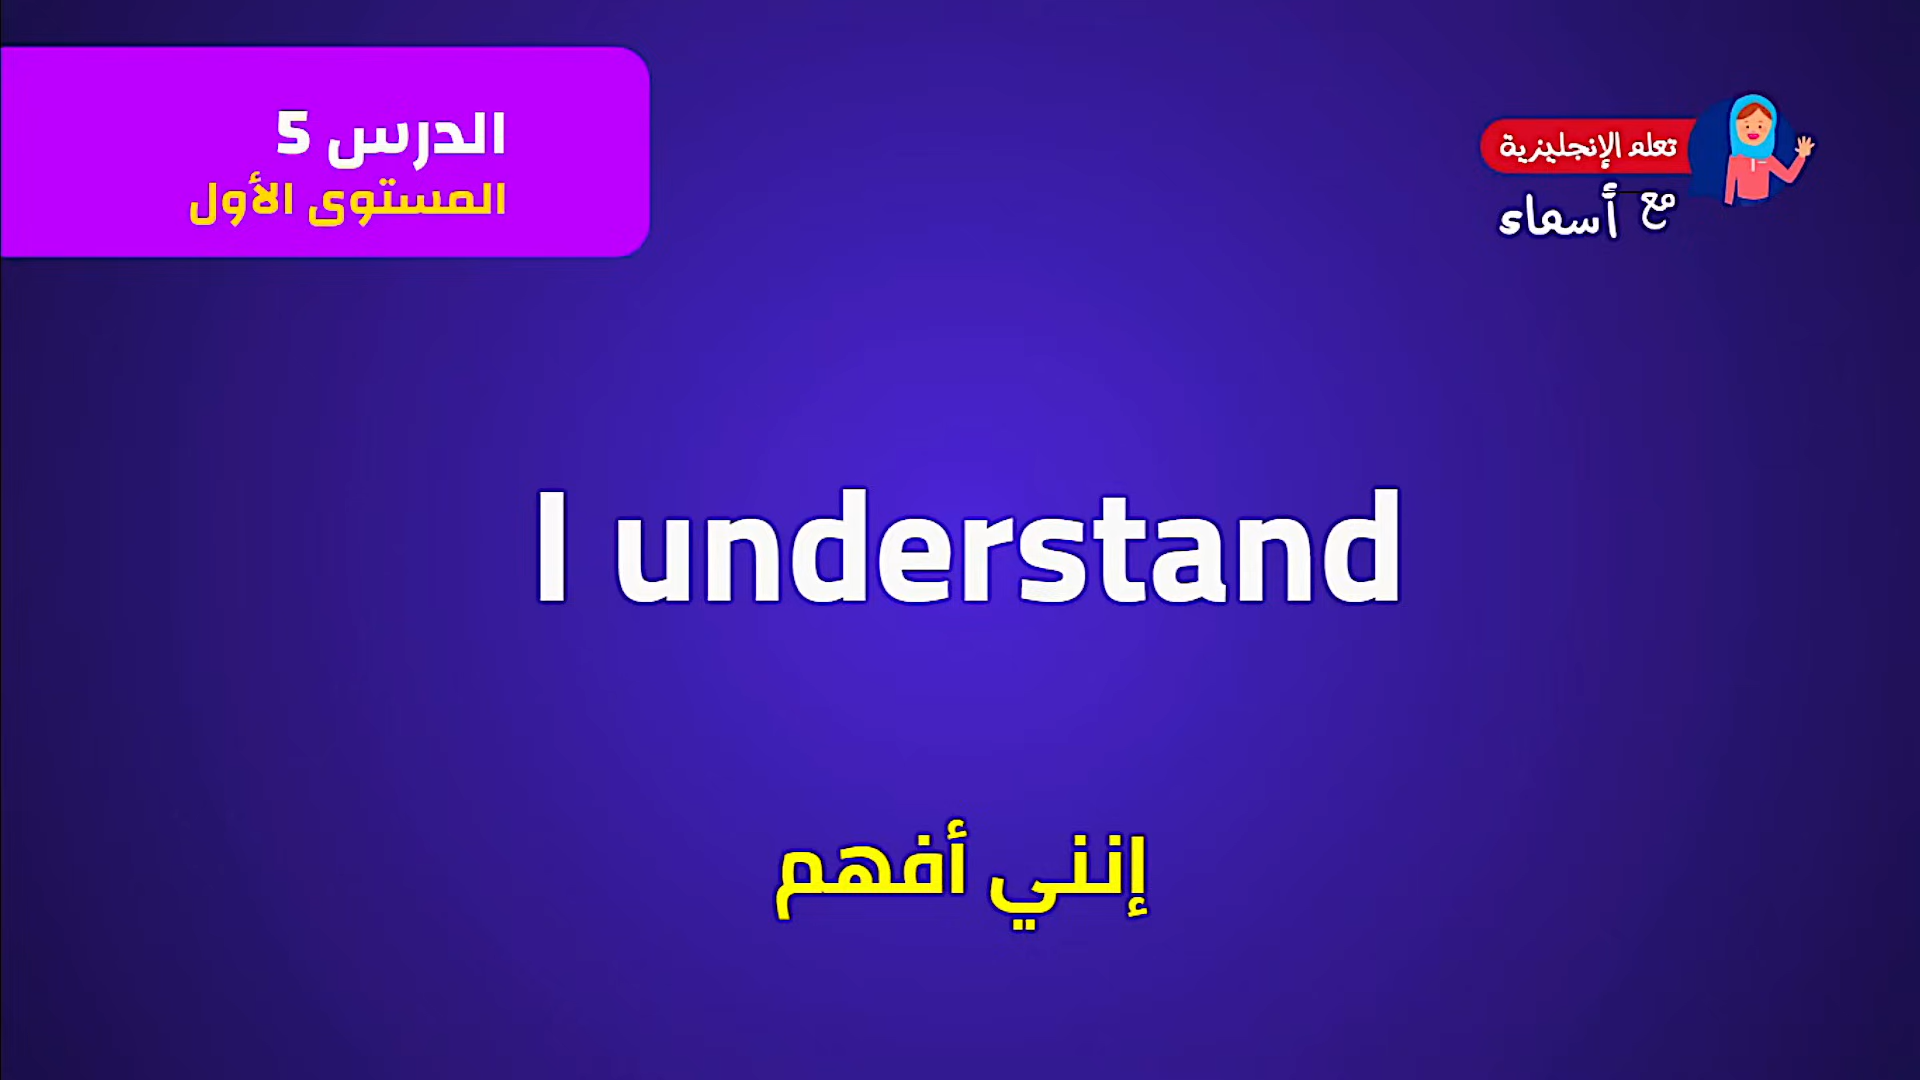 الدرس 5
المستوى الأول
تعلم الإنجليزية
مع أسماء
I understand
إنني أفهم